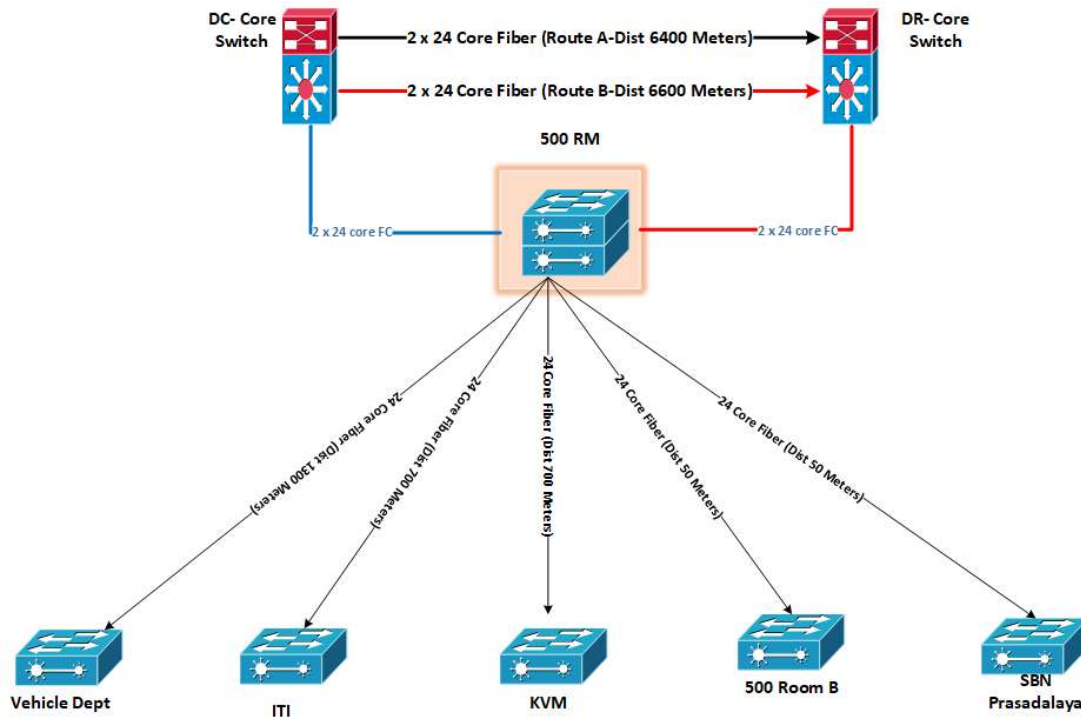 DC- Core
Switch
DR- Core
Switch
2 x 24 Core Fiber (Route A-Dist 6400 Meters)
2 x 24 Core Fiber (Route B-Dist 6600 Meters)
500 RM
2 x 24 core FC
2 x 24 core FC
24 Core Fiber (Dist 1300 Meters)
24 Core Fiber (Dist 700 Meters)
24 Core Fiber (Dist 700 Meters)
24 Core Fiber (Dist 50 Meters)
24 Core Fiber (Dist 50 Meters)
Vehicle Dept
ITI
KVM
500 Room B
SBN
Prasadalaya